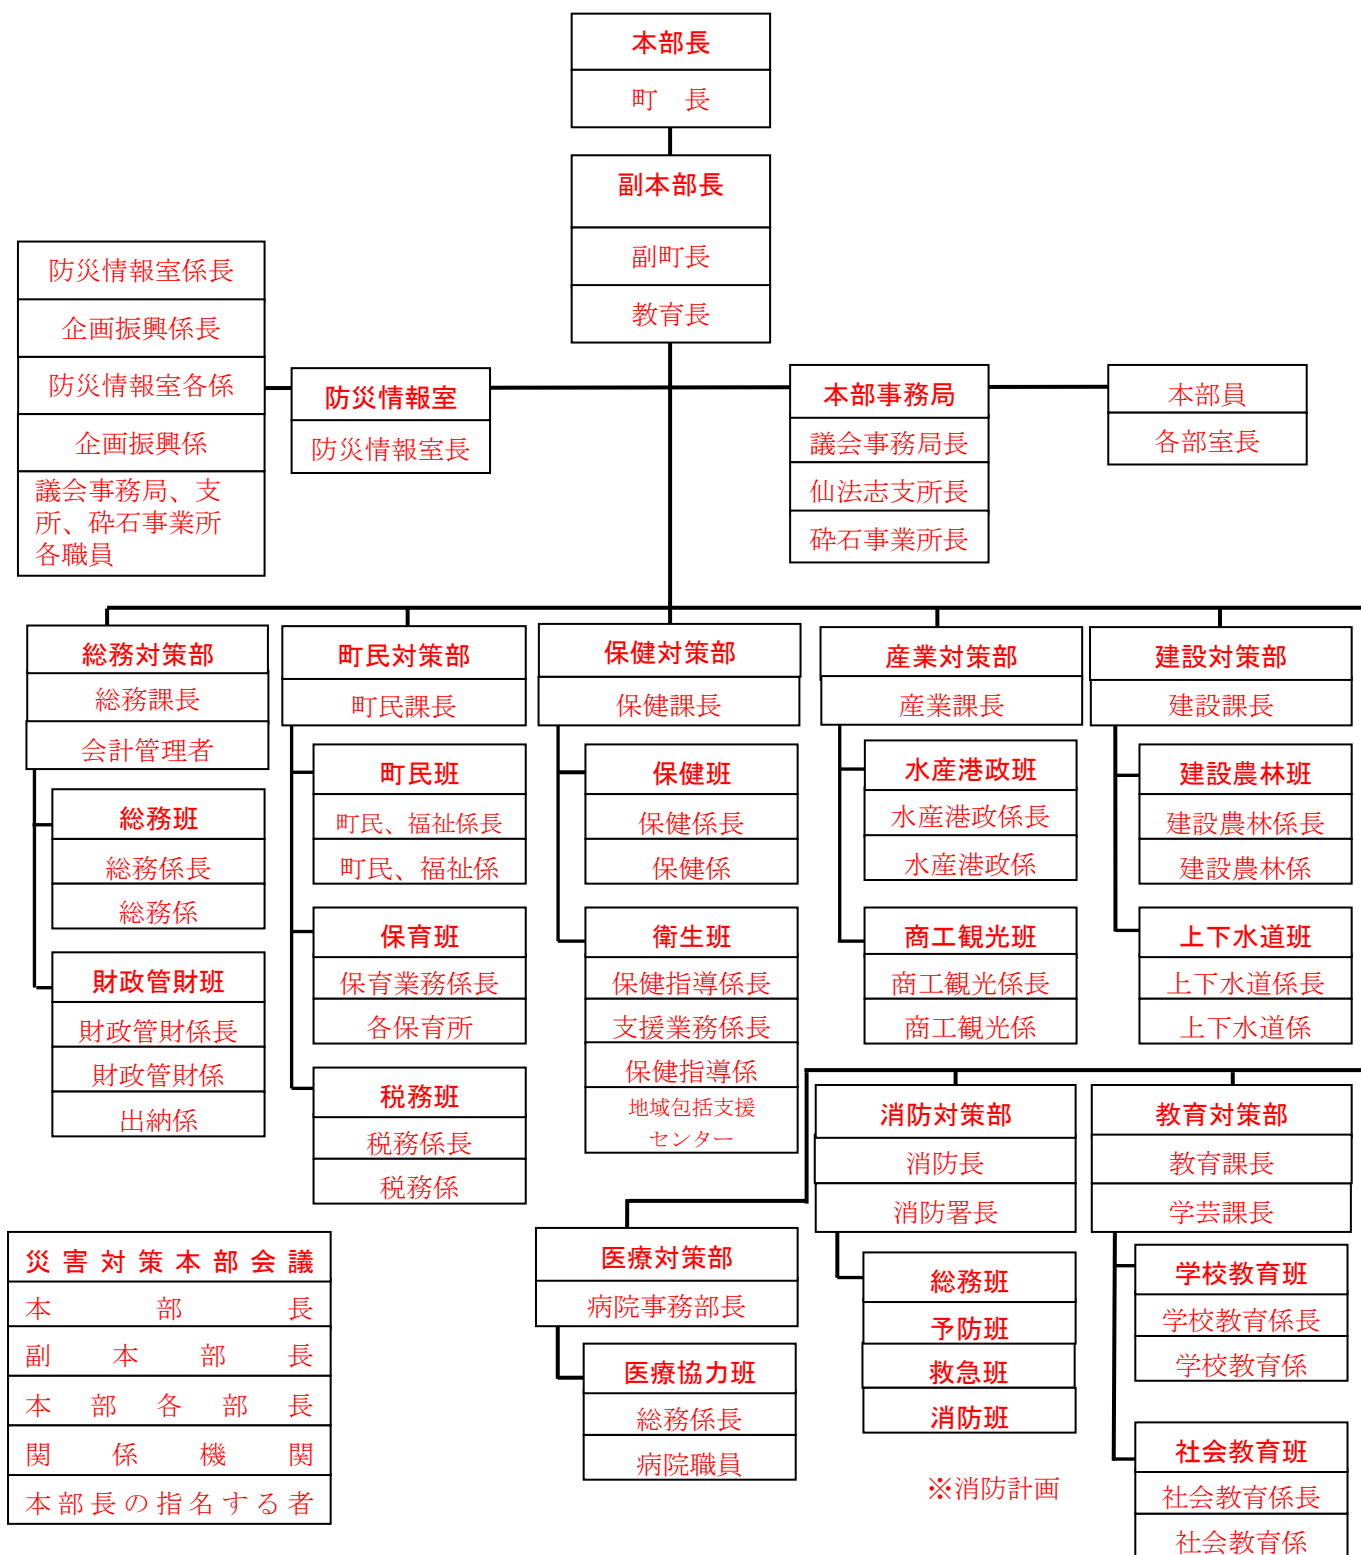 本部長
町　長
副本部長
副町長
教育長
防災情報室係長
企画振興係長
防災情報室各係
企画振興係
議会事務局、支
所、砕石事業所
各職員
防災情報室
防災情報室長
本部事務局
議会事務局長
仙法志支所長
砕石事業所長
本部員
各部室長
総務対策部
総務課長
会計管理者
総務班
総務係長
総務係
財政管財班
財政管財係長
財政管財係
出納係
町民対策部
町民課長
町民班
町民、福祉係長
町民、福祉係
保育班
保育業務係長
各保育所
税務班
税務係長
税務係
保健対策部
保健課長
保健班
保健係長
保健係
衛生班
保健指導係長
支援業務係長
保健指導係
地域包括支援
センター
産業対策部
産業課長
水産港政班
水産港政係長
水産港政係
商工観光班
商工観光係長
商工観光係
建設対策部
建設課長
建設農林班
建設農林係長
建設農林係
上下水道班
上下水道係長
上下水道係
医療対策部
病院事務部長
医療協力班
総務係長
病院職員
消防対策部
消防長
消防署長
総務班
予防班
救急班
消防班
※消防計画
教育対策部
教育課長
学芸課長
学校教育班
学校教育係長
学校教育係
社会教育班
社会教育係長
社会教育係
災害対策本部会議
本部長
副本部長
本部各部長
関係機関
本部長の指名する者